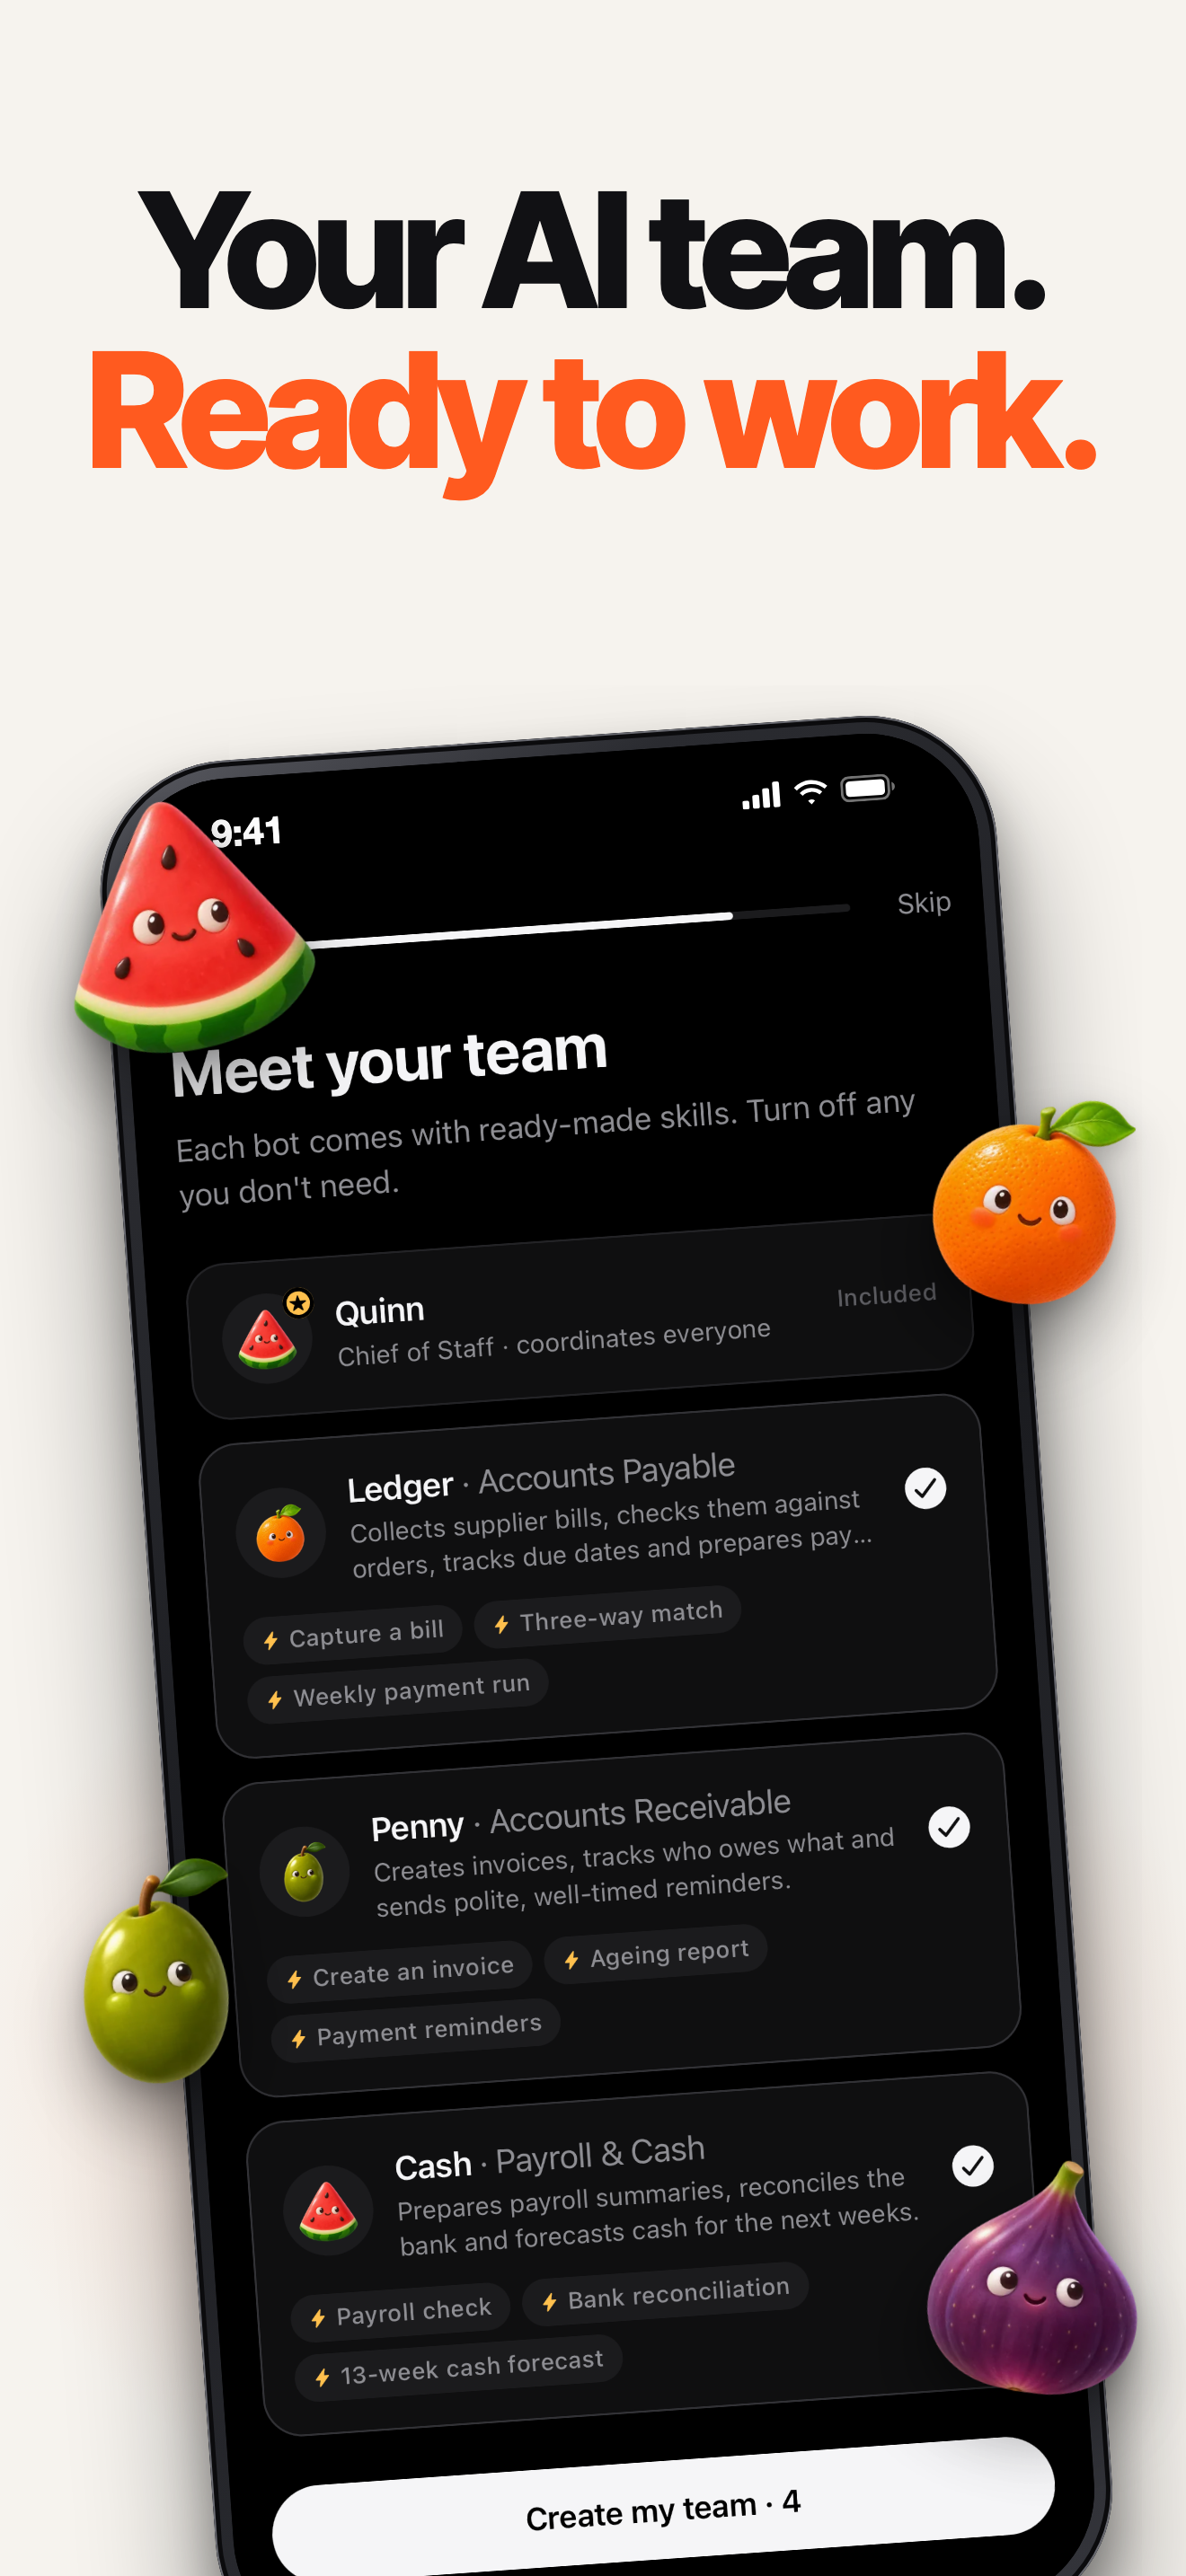 Your AI team.
Ready to work.
9:41
Skip
Meet your team
Each bot comes with ready-made skills. Turn off any
you don't need.
Quinn
Included
Chief of Staff · coordinates everyone
Ledger · Accounts Payable
Collects supplier bills, checks them against
orders, tracks due dates and prepares pay...
Capture a bill
Three-way match
Weekly payment run
Penny · Accounts Receivable
Creates invoices, tracks who owes what and
sends polite, well-timed reminders.
Create an invoice
Ageing report
Payment reminders
Cash · Payroll & Cash
Prepares payroll summaries, reconciles the
bank and forecasts cash for the next weeks.
Payroll check
Bank reconciliation
13-week cash forecast
Create my team · 4